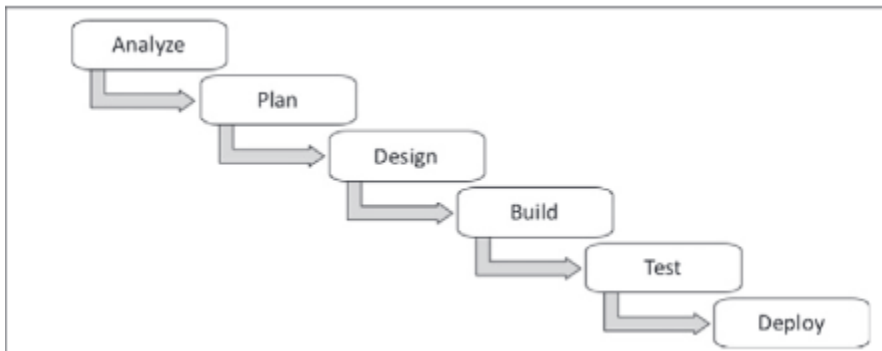 Analyze
Plan
Design
Build
Test
Deploy